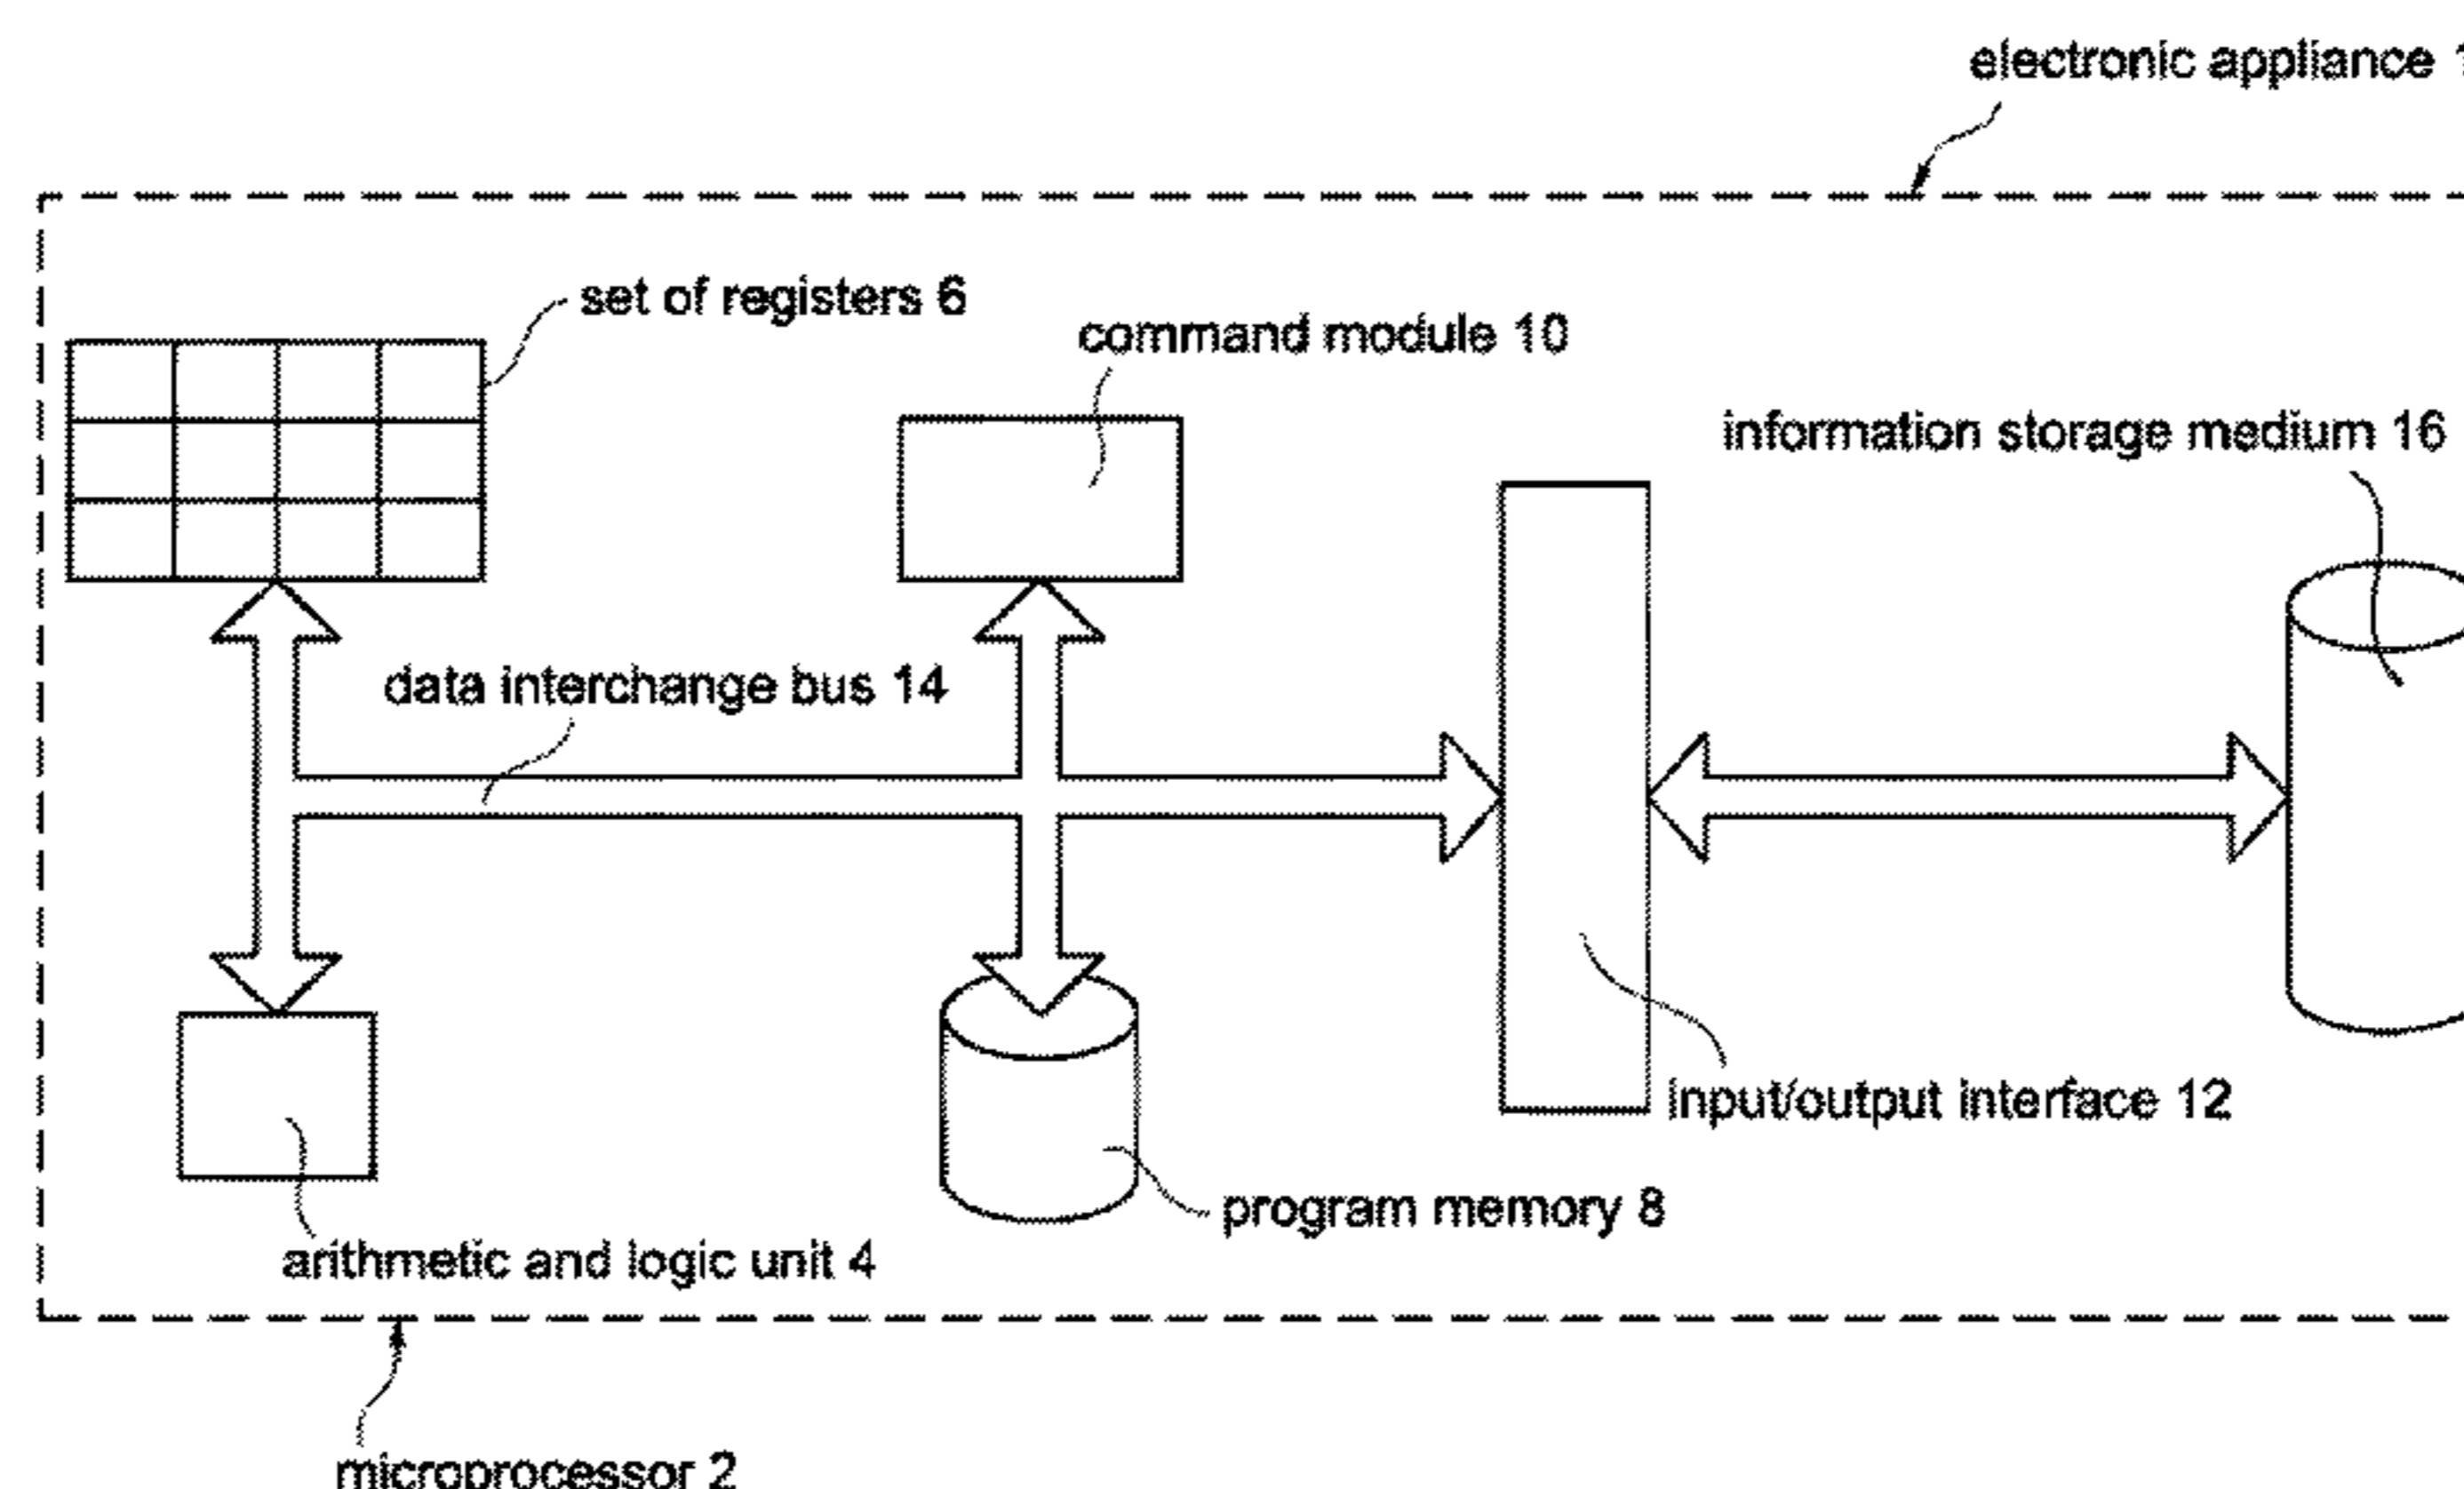 electronic appliance 1
set of registers 6
command module 10
information storage medium 16
data interchange bus 14
input/output interface 12
program memory 8
arithmetic and logic unit 4
microprocessor 2